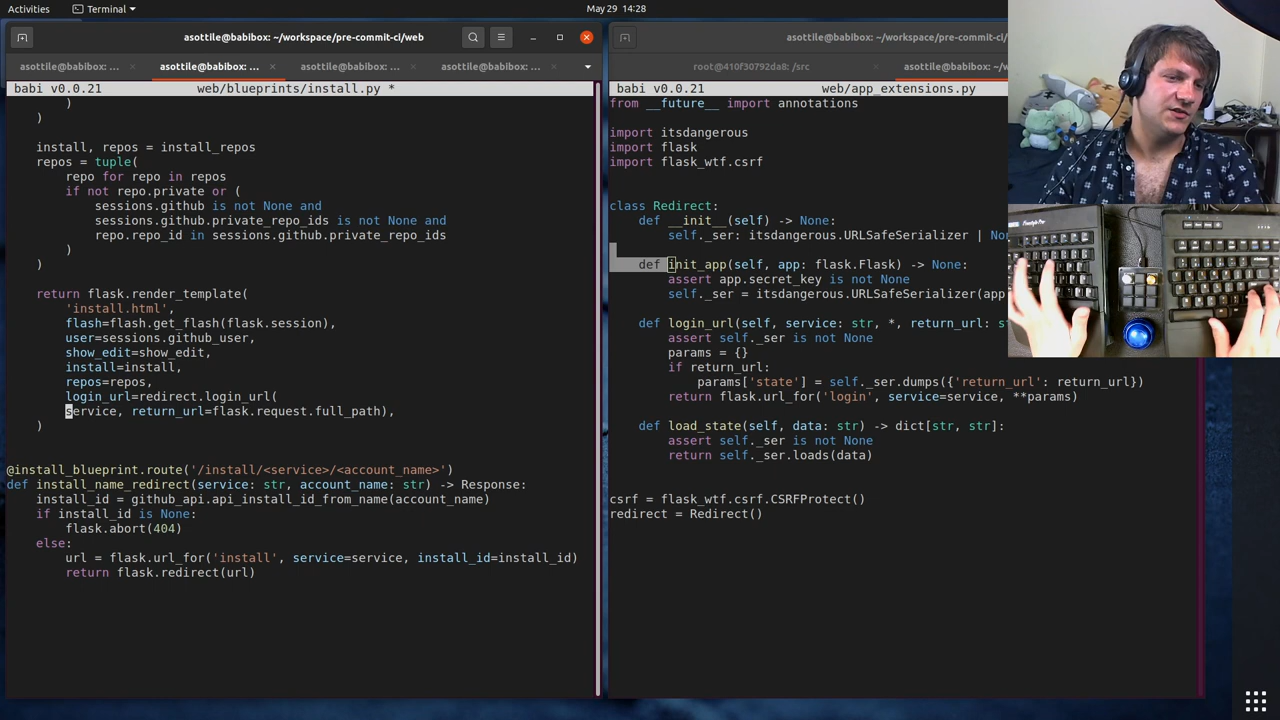 Activities
Terminal
May 29 14:28
asottile@babibox: ~/workspace/pre-commit-ci/web
asottile@babibox: ~/workspace/pre-commit-ci/
asottile@babibox: ...
asottile@babibox: ...
asottile@babibox: ...
asottile@babibox: ...
root@410f30792da8: /src
asottile@babibox: ~/w
babi v0.0.21 web/blueprints/install.py *
)
)
install, repos = install_repos
repos = tuple(
repo for repo in repos
if not repo.private or (
sessions.github is not None and
sessions.github.private_repo_ids is not None and
repo.repo_id in sessions.github.private_repo_ids
)
)
return flask.render_template(
'install.html',
flash=flash.get_flash(flask.session),
user=sessions.github_user,
show_edit=show_edit,
install=install,
repos=repos,
login_url=redirect.login_url(
service, return_url=flask.request.full_path),
)
@install_blueprint.route('/install/<service>/<account_name>')
def install_name_redirect(service: str, account_name: str) -> Response:
install_id = github_api.api_install_id_from_name(account_name)
if install_id is None:
flask.abort(404)
else:
url = flask.url_for('install', service=service, install_id=install_id)
return flask.redirect(url)
babi v0.0.21 web/app_extensions.py
from __future__ import annotations
import itsdangerous
import flask
import flask_wtf.csrf
class Redirect:
def __init__(self) -> None:
self._ser: itsdangerous.URLSafeSerializer | Non
def init_app(self, app: flask.Flask) -> None:
assert app.secret_key is not None
self._ser = itsdangerous.URLSafeSerializer(app
def login_url(self, service: str, *, return_url: st
assert self._ser is not None
params = {}
if return_url:
params['state'] = self._ser.dumps({'return_url': return_url})
return flask.url_for('login', service=service, **params)
def load_state(self, data: str) -> dict[str, str]:
assert self._ser is not None
return self._ser.loads(data)
csrf = flask_wtf.csrf.CSRFProtect()
redirect = Redirect()